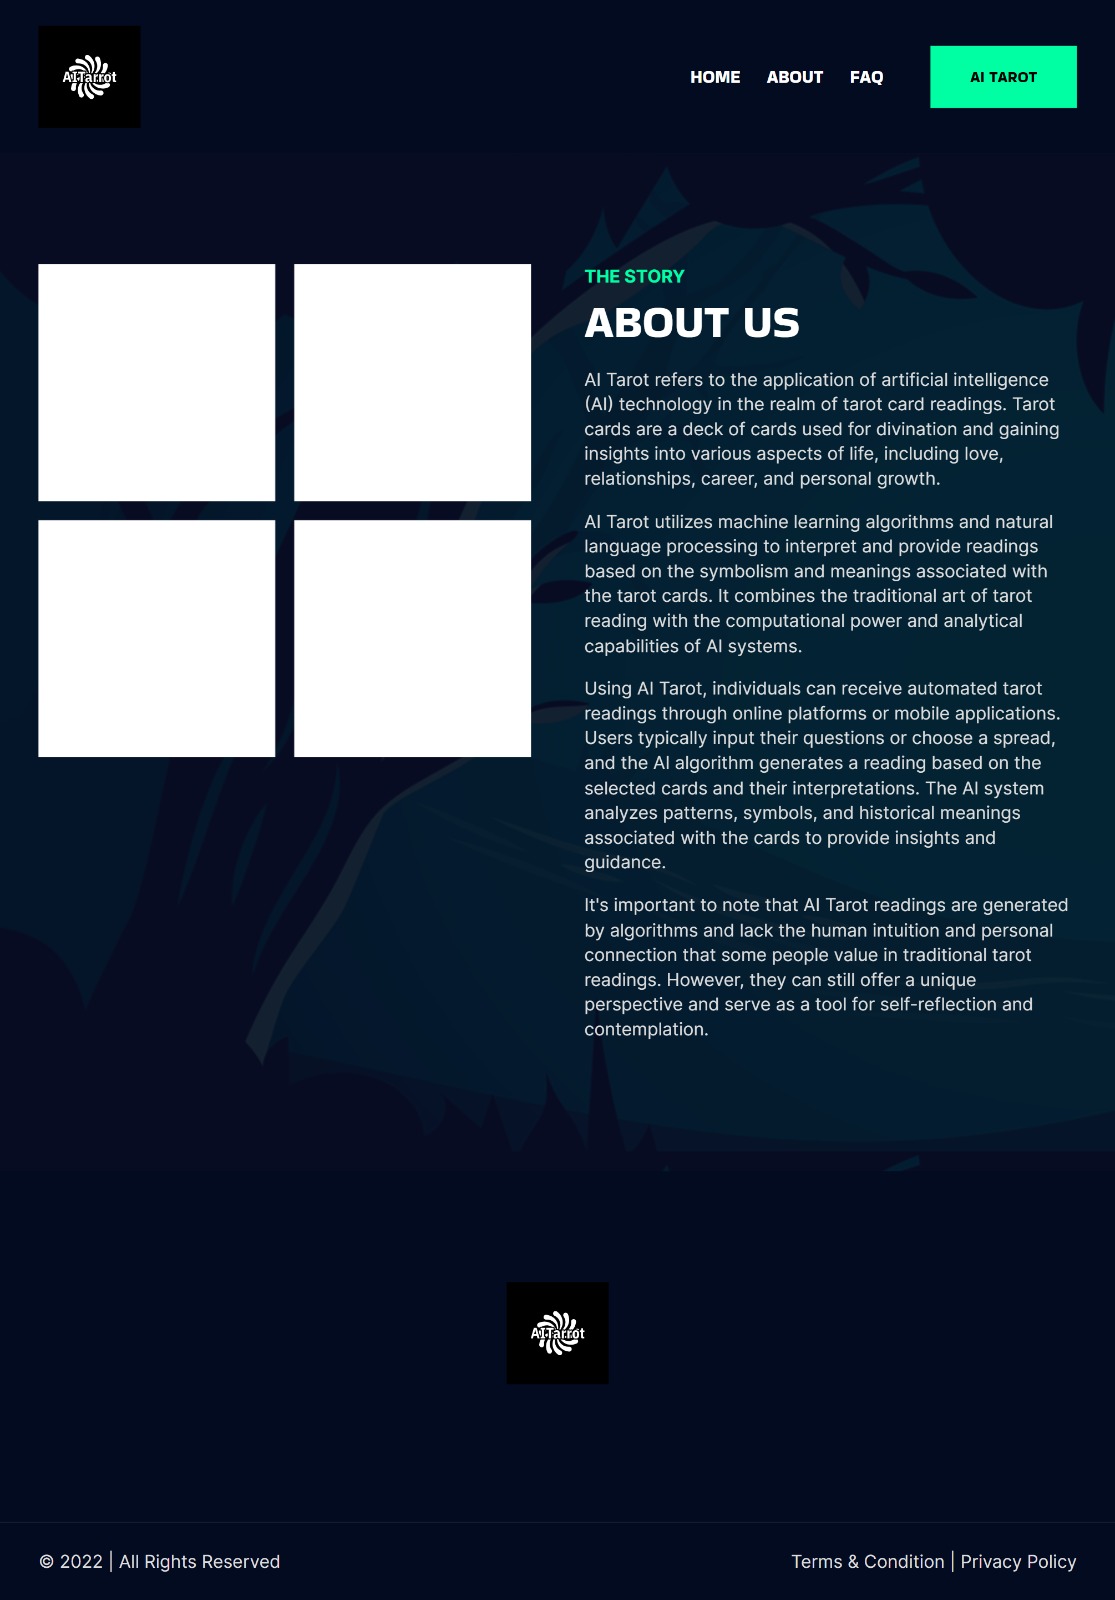 AITarrot
HOME ABOUT FAQ AI TAROT
THE STORY
ABOUT US
AI Tarot refers to the application of artificial intelligence
(AI) technology in the realm of tarot card readings. Tarot
cards are a deck of cards used for divination and gaining
insights into various aspects of life, including love,
relationships, career, and personal growth.
AI Tarot utilizes machine learning algorithms and natural
language processing to interpret and provide readings
based on the symbolism and meanings associated with
the tarot cards. It combines the traditional art of tarot
reading with the computational power and analytical
capabilities of AI systems.
Using AI Tarot, individuals can receive automated tarot
readings through online platforms or mobile applications.
Users typically input their questions or choose a spread,
and the AI algorithm generates a reading based on the
selected cards and their interpretations. The AI system
analyzes patterns, symbols, and historical meanings
associated with the cards to provide insights and
guidance.
It's important to note that AI Tarot readings are generated
by algorithms and lack the human intuition and personal
connection that some people value in traditional tarot
readings. However, they can still offer a unique
perspective and serve as a tool for self-reflection and
contemplation.
AITarrot
© 2022 | All Rights Reserved
Terms & Condition | Privacy Policy